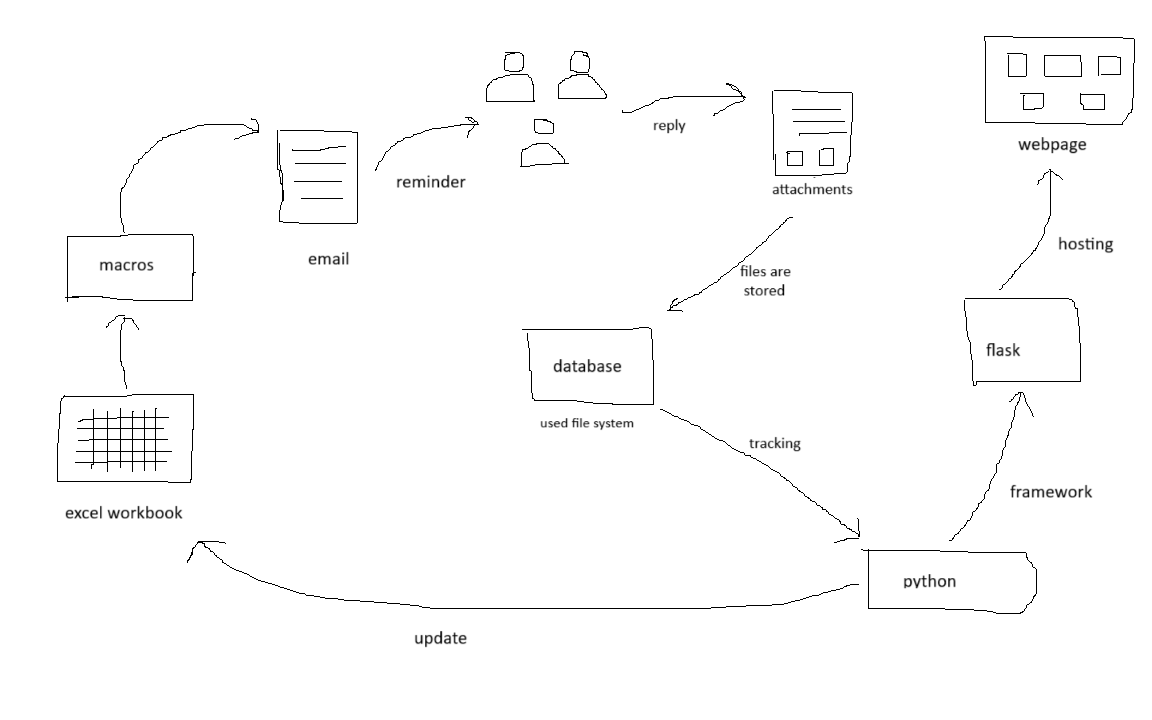 reply
webpage
reminder
attachments
hosting
email
macros
files are
stored
flask
database
used file system
tracking
framework
excel workbook
python
update